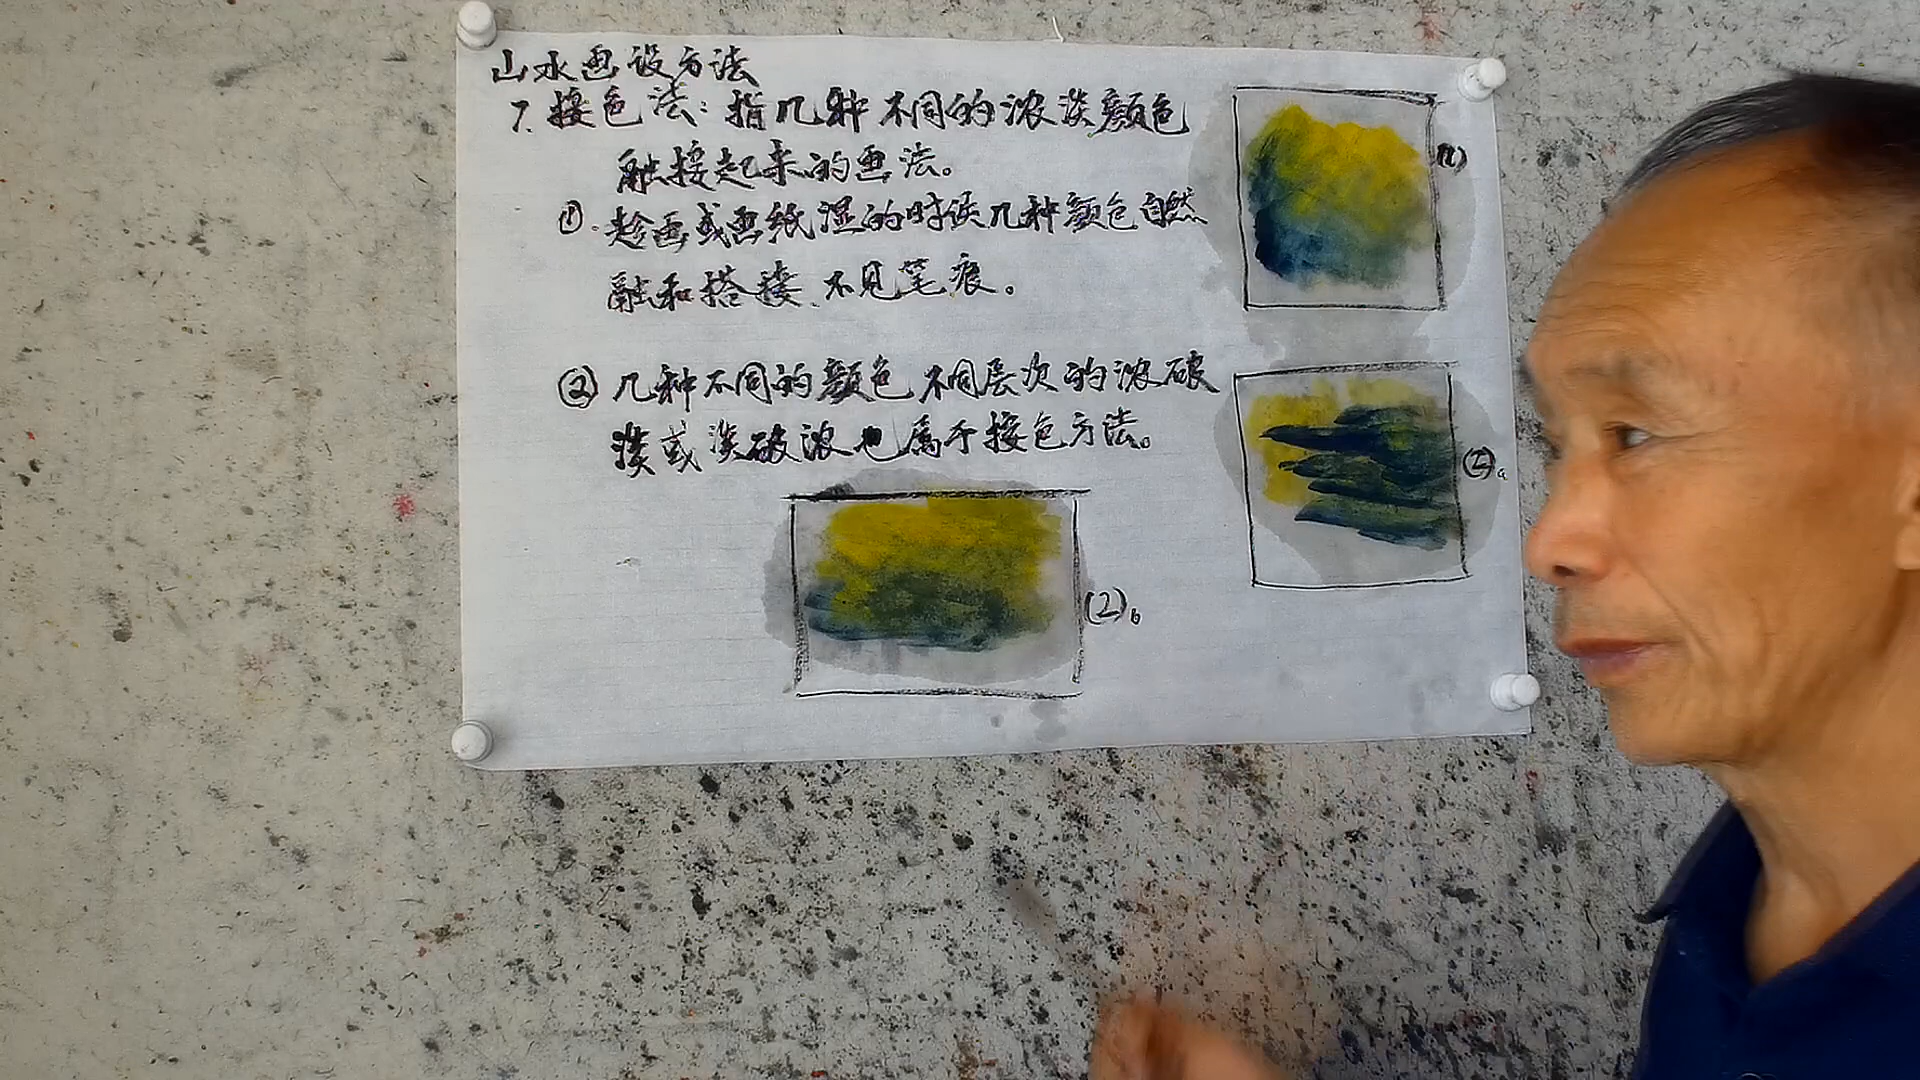 山水画设方法
7. 接色法：指几种不同的浓淡颜色
融接起来的画法。
①. 趁画或画纸湿的时候几种颜色自然
融和搭接、不见笔痕。
② 几种不同的颜色不同层次的浓破
淡或淡破浓也属于接色方法。
(1)
②a
(2)b